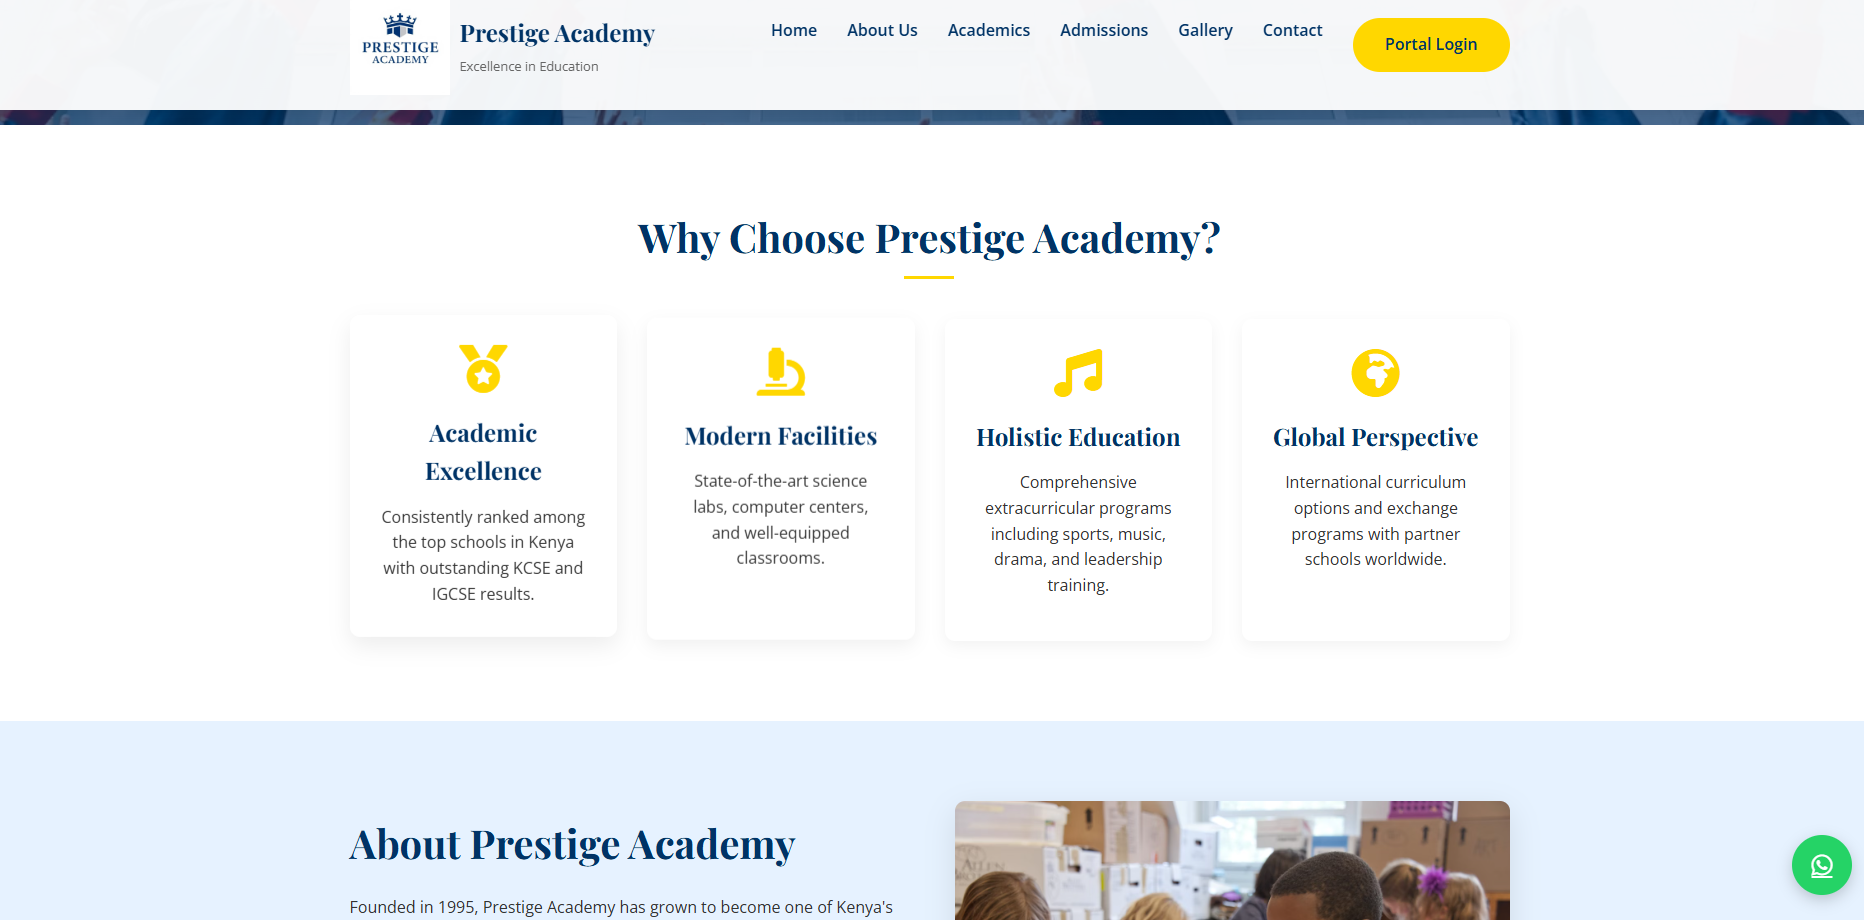 PRESTIGE
ACADEMY
Prestige Academy
Excellence in Education
Home
About Us
Academics
Admissions
Gallery
Contact
Portal Login
Why Choose Prestige Academy?
Academic
Excellence
Consistently ranked among
the top schools in Kenya
with outstanding KCSE and
IGCSE results.
Modern Facilities
State-of-the-art science
labs, computer centers,
and well-equipped
classrooms.
Holistic Education
Comprehensive
extracurricular programs
including sports, music,
drama, and leadership
training.
Global Perspective
International curriculum
options and exchange
programs with partner
schools worldwide.
About Prestige Academy
Founded in 1995, Prestige Academy has grown to become one of Kenya's